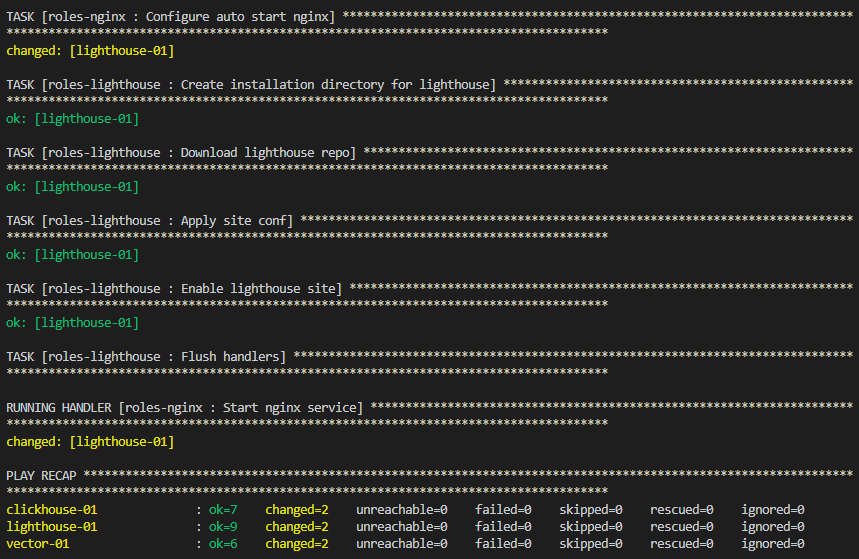 TASK [roles-nginx : Configure auto start nginx] *************************************************************************
**************************************************************************************
changed: [lighthouse-01]
TASK [roles-lighthouse : Create installation directory for lighthouse] **************************************************
**************************************************************************************
ok: [lighthouse-01]
TASK [roles-lighthouse : Download lighthouse repo] **********************************************************************
**************************************************************************************
ok: [lighthouse-01]
TASK [roles-lighthouse : Apply site conf] *******************************************************************************
**************************************************************************************
ok: [lighthouse-01]
TASK [roles-lighthouse : Enable lighthouse site] ************************************************************************
**************************************************************************************
ok: [lighthouse-01]
TASK [roles-lighthouse : Flush handlers] ********************************************************************************
**************************************************************************************
RUNNING HANDLER [roles-nginx : Start nginx service] *********************************************************************
**************************************************************************************
changed: [lighthouse-01]
PLAY RECAP **************************************************************************************************************
**************************************************************************************
clickhouse-01              : ok=7    changed=2    unreachable=0    failed=0    skipped=0    rescued=0    ignored=0
lighthouse-01              : ok=9    changed=2    unreachable=0    failed=0    skipped=0    rescued=0    ignored=0
vector-01                  : ok=6    changed=2    unreachable=0    failed=0    skipped=0    rescued=0    ignored=0